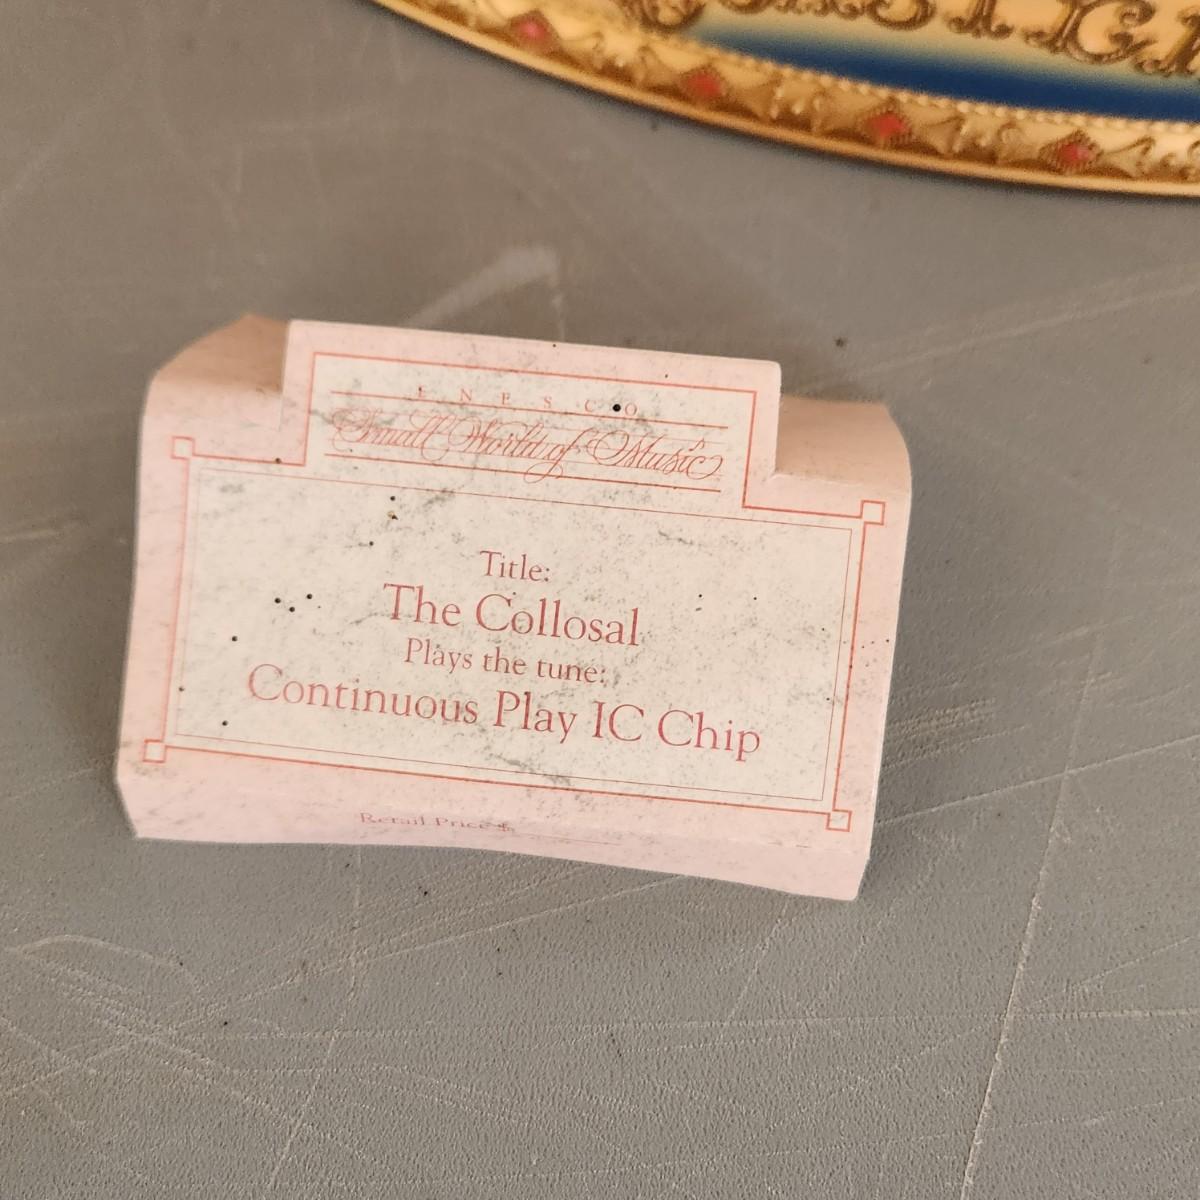 ENESCO
Small World of Music
Title:
The Collosal
Plays the tune:
Continuous Play IC Chip
Retail Price $